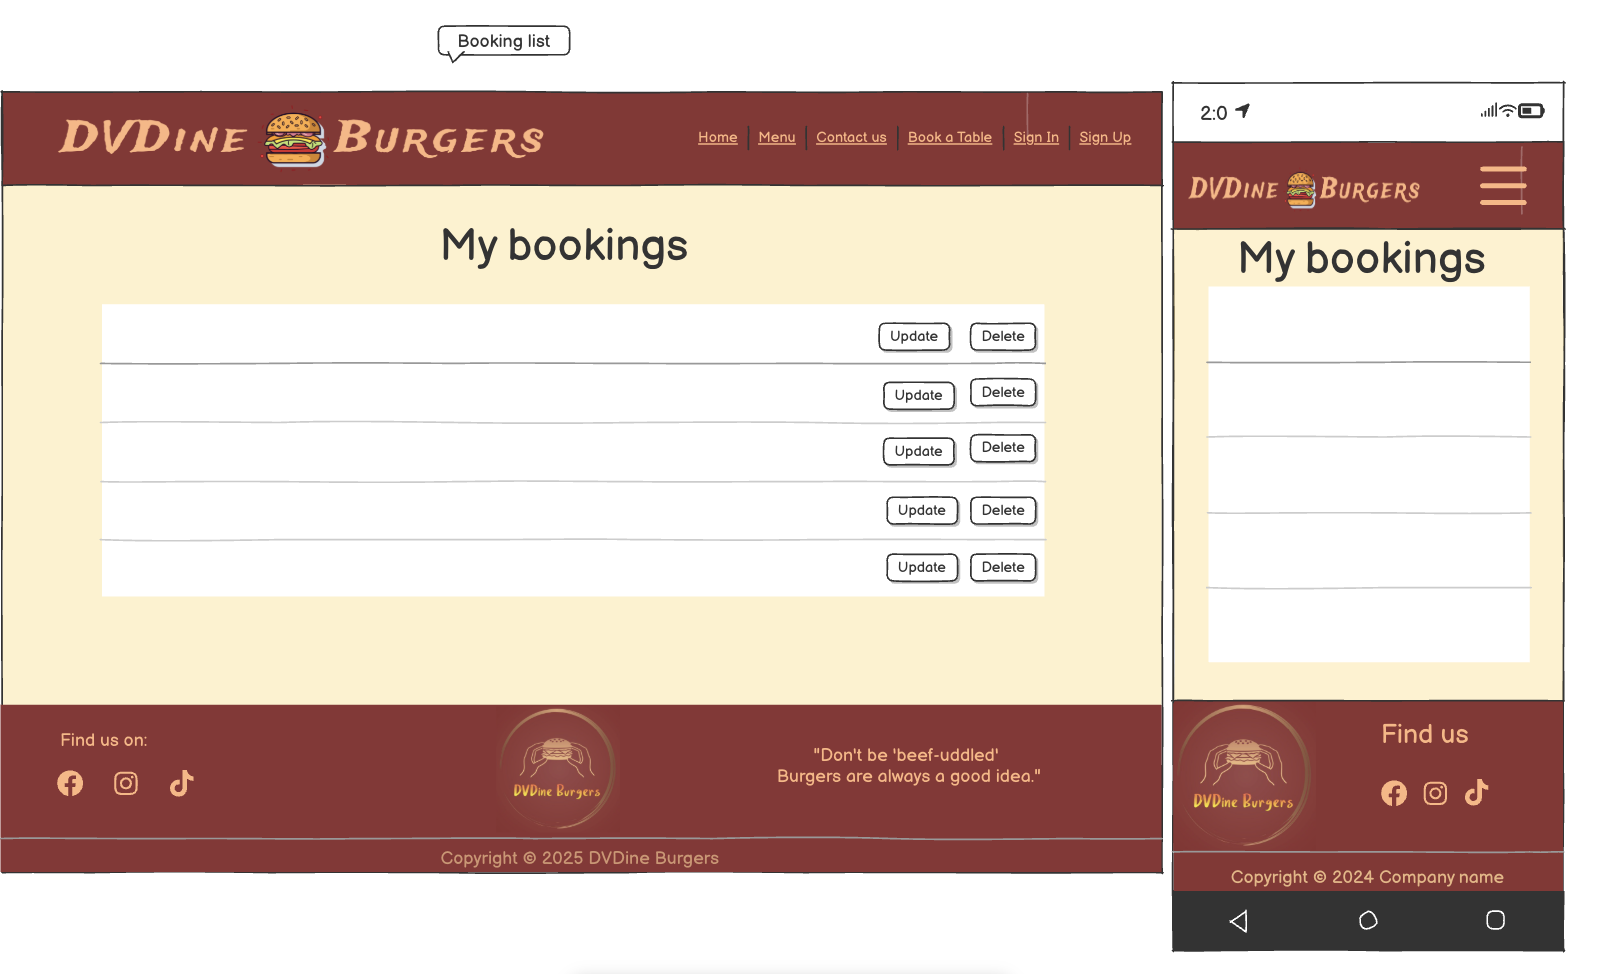 Booking list
DVDINE BURGERS
Home Menu Contact us Book a Table Sign In Sign Up
My bookings
Update Delete
Update Delete
Update Delete
Update Delete
Update Delete
Find us on:
DVDine Burgers
"Don't be 'beef-uddled'
Burgers are always a good idea."
Copyright © 2025 DVDine Burgers
2:0
DVDINE BURGERS
My bookings
Find us
DVDine Burgers
Copyright © 2024 Company name